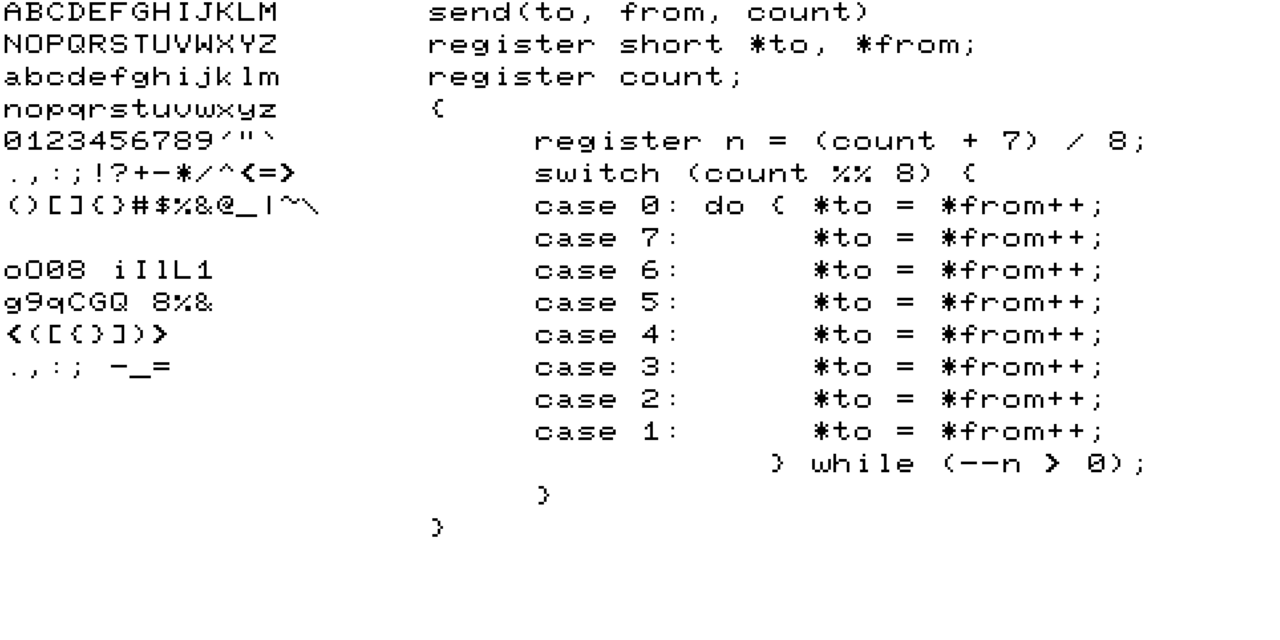 ABCDEFGHIJKLM
NOPQRSTUVWXYZ
abcdefghijklm
nopqrstuvwxyz
0123456789'"`
.,:;!?+-*/^<=>
()[]{}#$%&@_|~\
oO08 iIlL1
g9qCGQ 8%&
<([{}])>
.,:; -_=
send(to, from, count)
register short *to, *from;
register count;
{
     register n = (count + 7) / 8;
     switch (count %% 8) {
     case 0: do { *to = *from++;
     case 7:      *to = *from++;
     case 6:      *to = *from++;
     case 5:      *to = *from++;
     case 4:      *to = *from++;
     case 3:      *to = *from++;
     case 2:      *to = *from++;
     case 1:      *to = *from++;
                } while (--n > 0);
     }
}